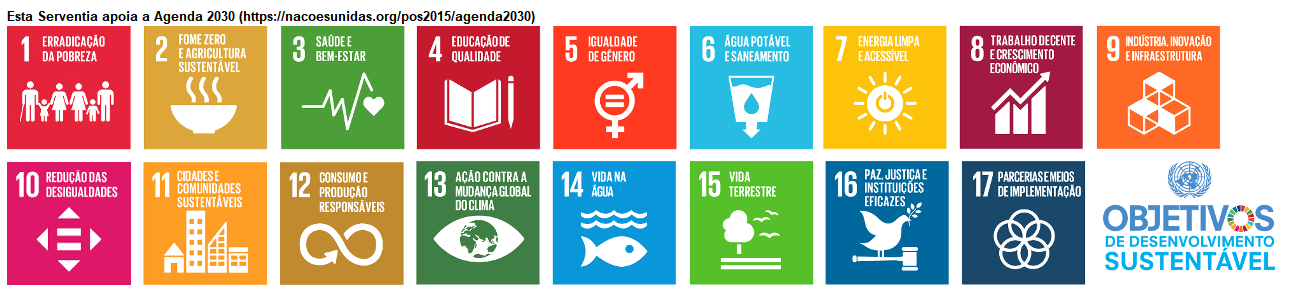 Esta Serventia apoia a Agenda 2030 (https://nacoesunidas.org/pos2015/agenda2030)
1 ERRADICAÇÃO
DA POBREZA
2 FOME ZERO
E AGRICULTURA
SUSTENTÁVEL
3 SAÚDE E
BEM-ESTAR
4 EDUCAÇÃO DE
QUALIDADE
5 IGUALDADE
DE GÊNERO
6 ÁGUA POTÁVEL
E SANEAMENTO
7 ENERGIA LIMPA
E ACESSÍVEL
8 TRABALHO DECENTE
E CRESCIMENTO
ECONÔMICO
9 INDÚSTRIA, INOVAÇÃO
E INFRAESTRUTURA
10 REDUÇÃO DAS
DESIGUALDADES
11 CIDADES E
COMUNIDADES
SUSTENTÁVEIS
12 CONSUMO E
PRODUÇÃO
RESPONSÁVEIS
13 AÇÃO CONTRA A
MUDANÇA GLOBAL
DO CLIMA
14 VIDA NA
ÁGUA
15 VIDA
TERRESTRE
16 PAZ, JUSTIÇA E
INSTITUIÇÕES
EFICAZES
17 PARCERIAS E MEIOS
DE IMPLEMENTAÇÃO
OBJETIVOS
DE DESENVOLVIMENTO
SUSTENTÁVEL